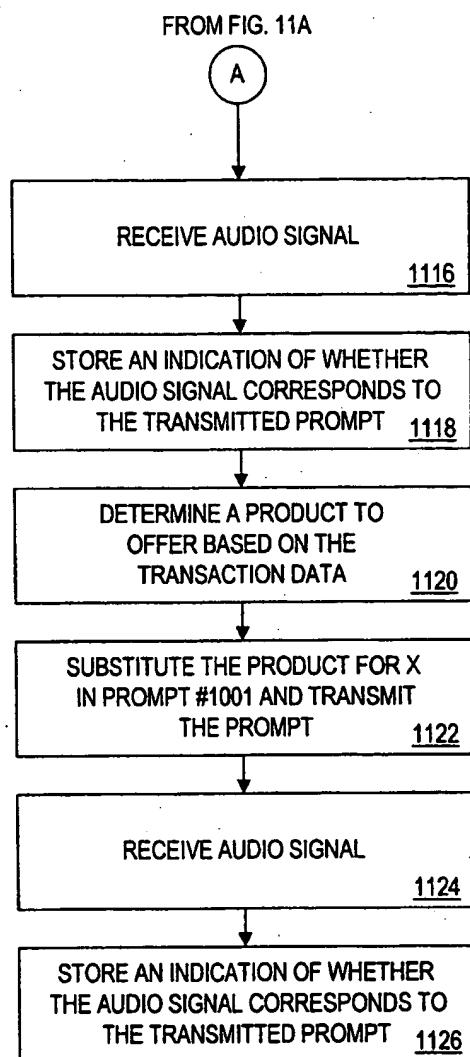 FROM FIG. 11A
A
RECEIVE AUDIO SIGNAL
1116
STORE AN INDICATION OF WHETHER
THE AUDIO SIGNAL CORRESPONDS TO
THE TRANSMITTED PROMPT 1118
DETERMINE A PRODUCT TO
OFFER BASED ON THE
TRANSACTION DATA 1120
SUBSTITUTE THE PRODUCT FOR X
IN PROMPT #1001 AND TRANSMIT
THE PROMPT 1122
RECEIVE AUDIO SIGNAL
1124
STORE AN INDICATION OF WHETHER
THE AUDIO SIGNAL CORRESPONDS TO
THE TRANSMITTED PROMPT 1126